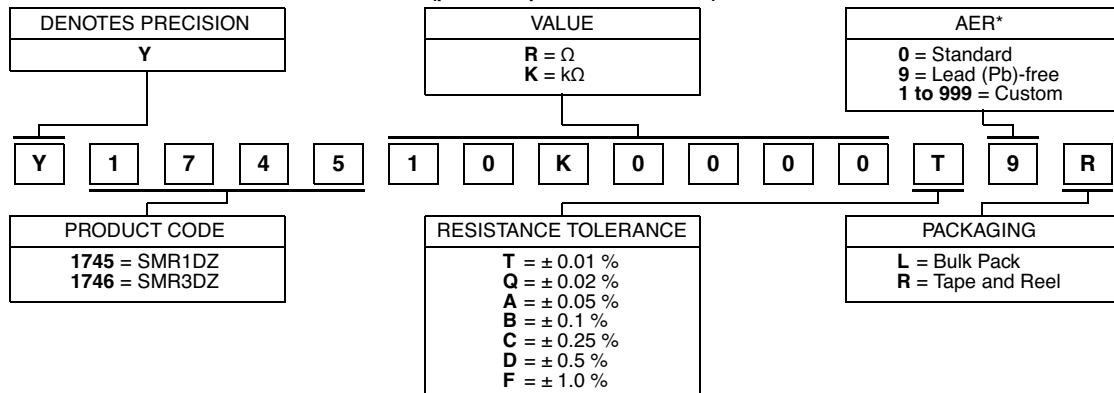 DENOTES PRECISION
Y
VALUE
R = Ω
K = kΩ
AER*
0 = Standard
9 = Lead (Pb)-free
1 to 999 = Custom
Y 1 7 4 5 1 0 K 0 0 0 0 T 9 R
PRODUCT CODE
1745 = SMR1DZ
1746 = SMR3DZ
RESISTANCE TOLERANCE
T = ± 0.01 %
Q = ± 0.02 %
A = ± 0.05 %
B = ± 0.1 %
C = ± 0.25 %
D = ± 0.5 %
F = ± 1.0 %
PACKAGING
L = Bulk Pack
R = Tape and Reel